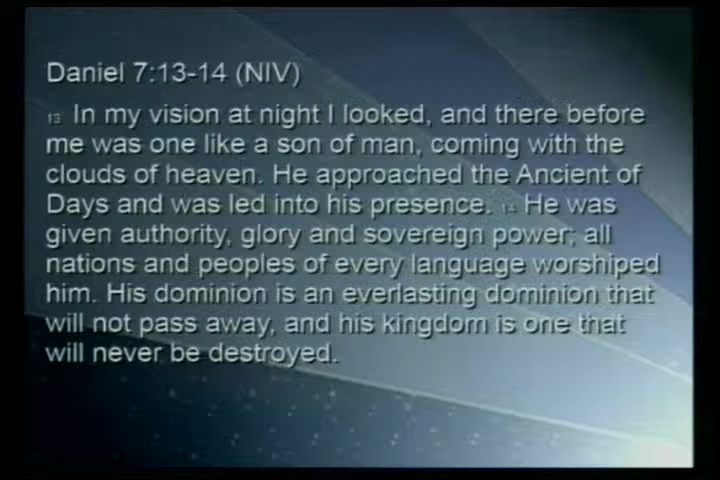 Daniel 7:13-14 (NIV)
13 In my vision at night I looked, and there before
me was one like a son of man, coming with the
clouds of heaven. He approached the Ancient of
Days and was led into his presence. 14 He was
given authority, glory and sovereign power; all
nations and peoples of every language worshiped
him. His dominion is an everlasting dominion that
will not pass away, and his kingdom is one that
will never be destroyed.